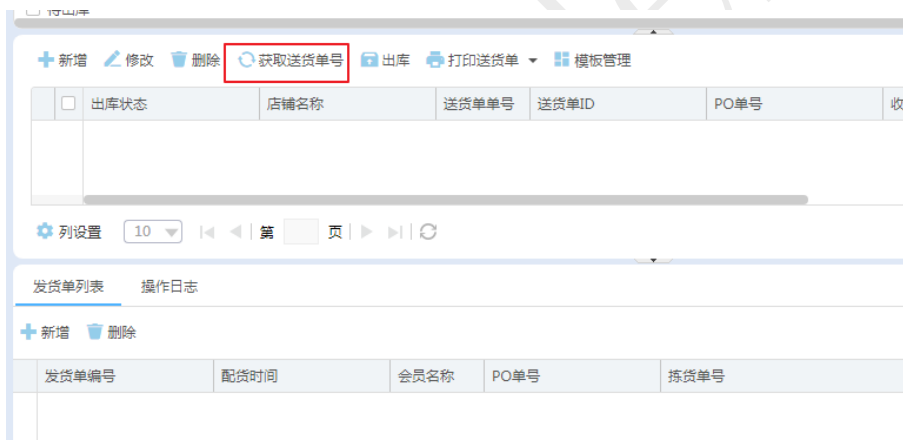 待出库
新增 修改 删除 获取送货单号 出库 打印送货单 模板管理
出库状态 店铺名称 送货单单号 送货单ID PO单号 收
列设置 10 第 页
发货单列表 操作日志
新增 删除
发货单编号 配货时间 会员名称 PO单号 拣货单号